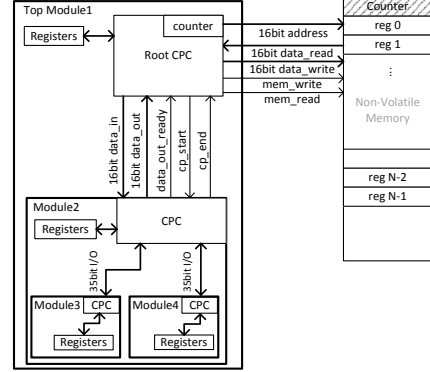 Top Module1
counter
Registers
Root CPC
16bit address
16bit data_read
16bit data_write
mem_write
mem_read
Counter
reg 0
reg 1
⋮
Non-Volatile
Memory
reg N-2
reg N-1
16bit data_in
16bit data_out
data_out_ready
cp_start
cp_end
Module2
CPC
Registers
35bit I/O
35bit I/O
Module3
CPC
Registers
Module4
CPC
Registers